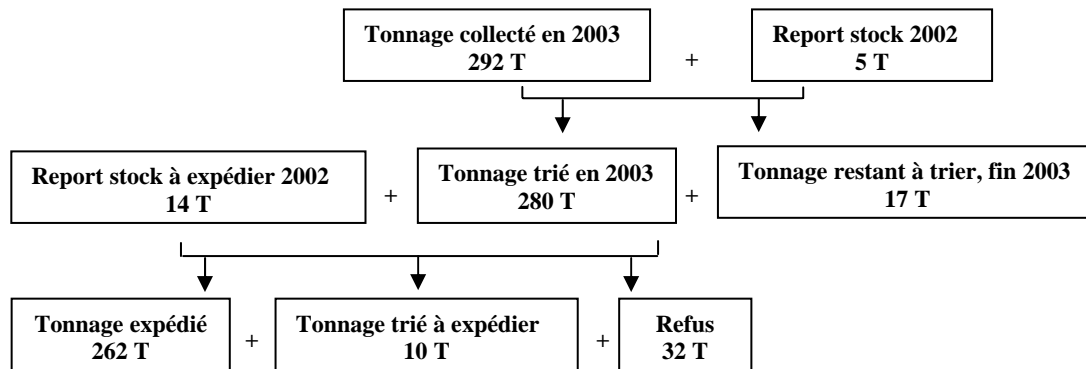 Tonnage collecté en 2003
292 T
+
Report stock 2002
5 T
Report stock à expédier 2002
14 T
+
Tonnage trié en 2003
280 T
+
Tonnage restant à trier, fin 2003
17 T
Tonnage expédié
262 T
+
Tonnage trié à expédier
10 T
+
Refus
32 T